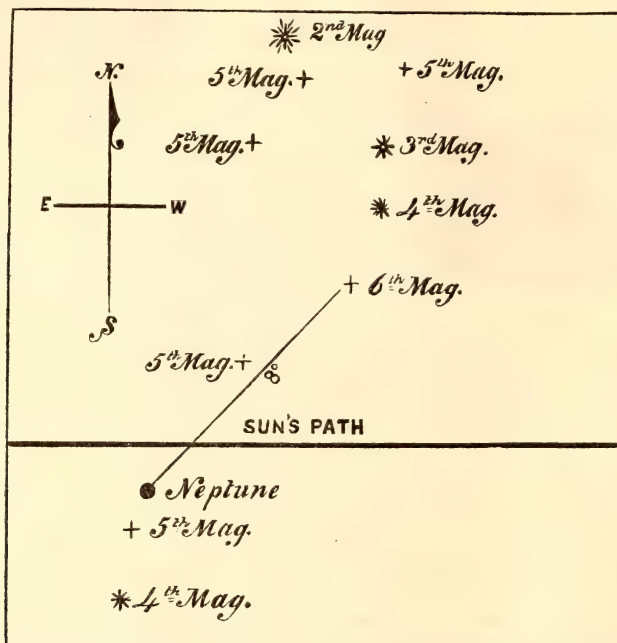 2nd Mag
N.
5th Mag. +
+ 5th Mag.
5th Mag. +
3rd Mag.
E W
4th Mag.
+ 6th Mag.
S
5th Mag. +
SUN'S PATH
Neptune
+ 5th Mag.
4th Mag.